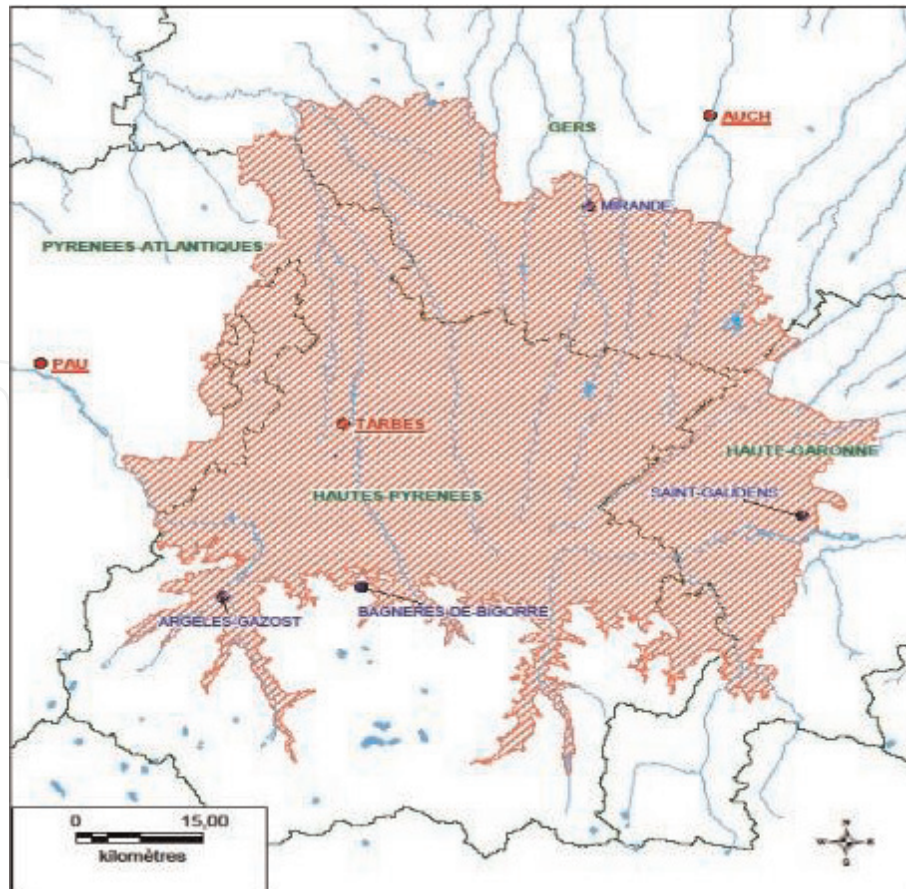 AUCH
GERS
MIRANDE
PYRENEES-ATLANTIQUES
PAU
TARBES
HAUTE-GARONNE
HAUTES-PYRENEES
SAINT-GAUDENS
ARGELES-GAZOST
BAGNERES-DE-BIGORRE
0 15,00
kilomètres
N
W E
S